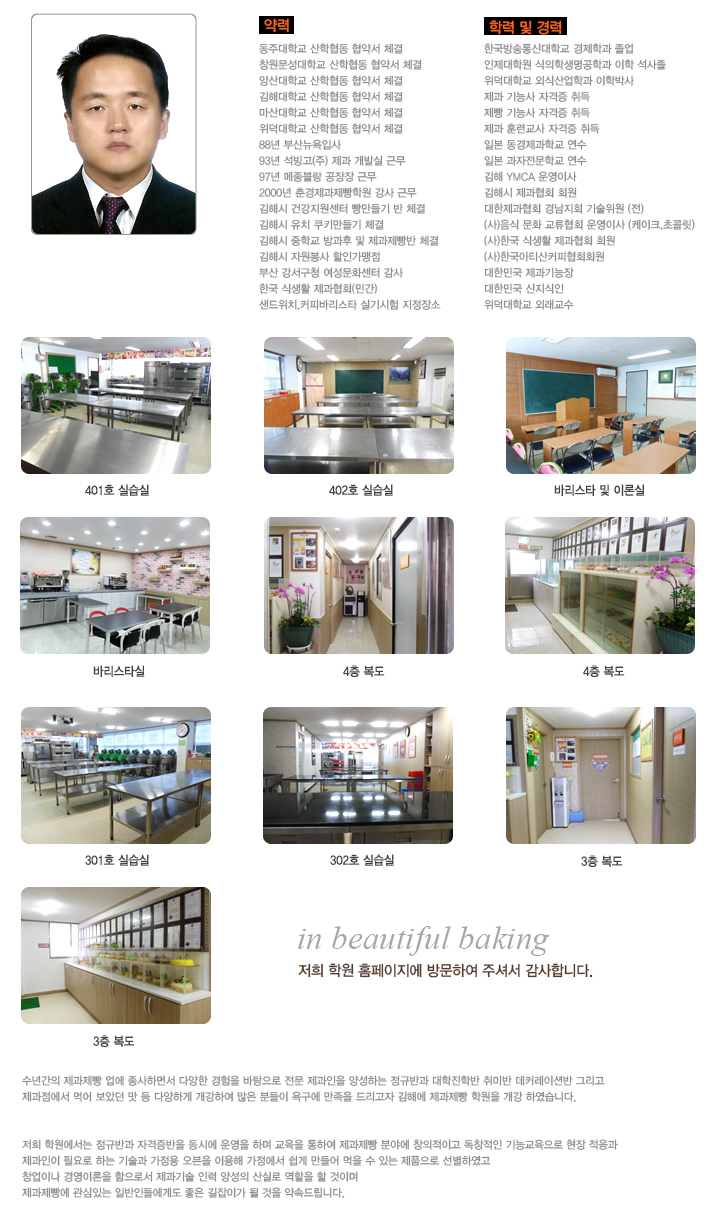 약력
동주대학교 산학협동 협약서 체결
창원문성대학교 산학협동 협약서 체결
양산대학교 산학협동 협약서 체결
김해대학교 산학협동 협약서 체결
마산대학교 산학협동 협약서 체결
위덕대학교 산학협동 협약서 체결
88년 부산뉴욕입사
93년 석빙고(주) 제과 개발실 근무
97년 메종블랑 공장장 근무
2000년 춘경제과제빵학원 강사 근무
김해시 건강지원센터 빵만들기 반 체결
김해시 유치 쿠키만들기 체결
김해시 중학교 방과후 및 제과제빵반 체결
김해시 자원봉사 할인가맹점
부산 강서구청 여성문화센터 감사
한국 식생활 제과협회(민간)
샌드위치,커피바리스타 실기시험 지정장소
학력 및 경력
한국방송통신대학교 경제학과 졸업
인제대학원 식의학생명공학과 이학 석사졸
위덕대학교 외식산업학과 이학박사
제과 기능사 자격증 취득
제빵 기능사 자격증 취득
제과 훈련교사 자격증 취득
일본 동경제과학교 연수
일본 과자전문학교 연수
김해 YMCA 운영이사
김해시 제과협회 회원
대한제과협회 경남지회 기술위원 (전)
(사)음식 문화 교류협회 운영이사 (케이크,초콜릿)
(사)한국 식생활 제과협회 회원
(사)한국아티산커피협회회원
대한민국 제과기능장
대한민국 신지식인
위덕대학교 외래교수
401호 실습실
402호 실습실
바리스타 및 이론실
바리스타실
4층 복도
4층 복도
301호 실습실
302호 실습실
3층 복도
3층 복도
in beautiful baking
저희 학원 홈페이지에 방문하여 주셔서 감사합니다.
수년간의 제과제빵 업에 종사하면서 다양한 경험을 바탕으로 전문 제과인을 양성하는 정규반과 대학진학반 취미반 데커레이션반 그리고
제과점에서 먹어 보았던 맛 등 다양하게 개강하여 많은 분들이 욕구에 만족을 드리고자 김해에 제과제빵 학원을 개강 하였습니다.
저희 학원에서는 정규반과 자격증반을 동시에 운영을 하며 교육을 통하여 제과제빵 분야에 창의적이고 독창적인 기능교육으로 현장 적응과
제과인이 필요로 하는 기술과 가정용 오븐을 이용해 가정에서 쉽게 만들어 먹을 수 있는 제품으로 선별하였고
창업이나 경영이론을 함으로서 제과기술 인력 양성의 산실로 역할을 할 것이며
제과제빵에 관심있는 일반인들에게도 좋은 길잡이가 될 것을 약속드립니다.